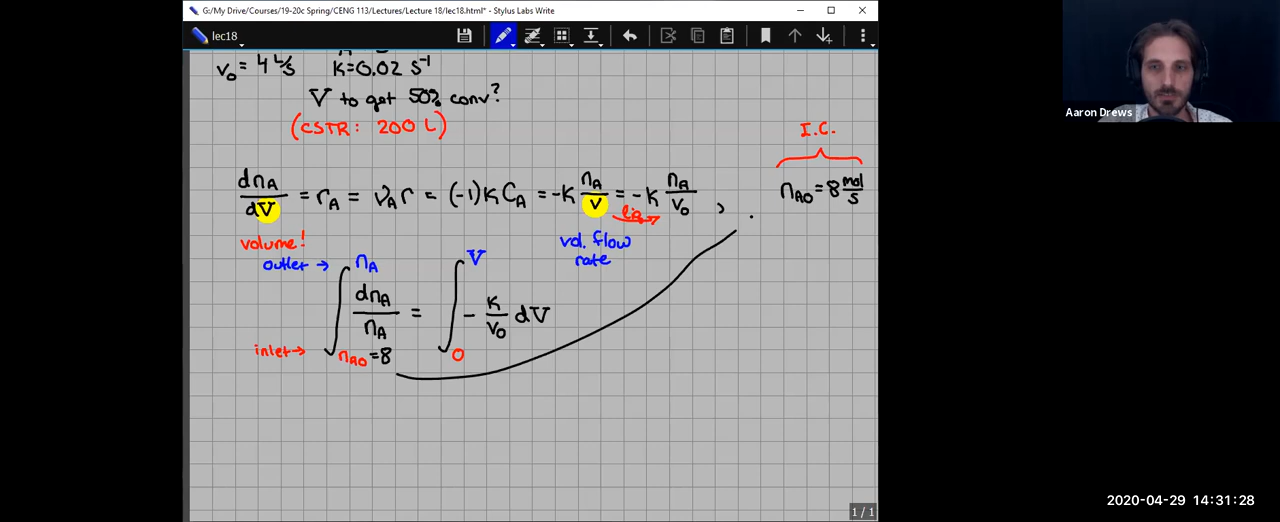 G:/My Drive/Courses/19-20c Spring/CENG 113/Lectures/Lecture 18/lec18.html* - Stylus Labs Write
lec18
v₀ = 4 L/s K=0.02 s⁻¹
V to get 50% conv?
(CSTR: 200 L)
I.C.
dnA/dV = rA = νA r = (-1) K CA = -K nA/v = -K nA/v₀ , nA0 = 8 mol/s
liq
volume!
vol. flow
rate
outlet → nA V
∫ dnA/nA = ∫ - K/v₀ dV
inlet → nA0 = 8 0
Aaron Drews
1 / 1
2020-04-29 14:31:28